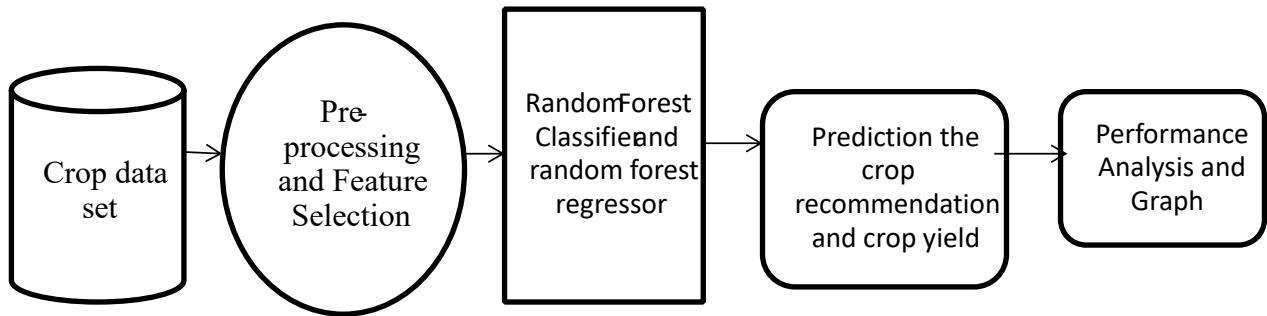 Crop data
set
Pre-
processing
and Feature
Selection
RandomForest
Classifierand
random forest
regressor
Prediction the
crop
recommendation
and crop yield
Performance
Analysis and
Graph